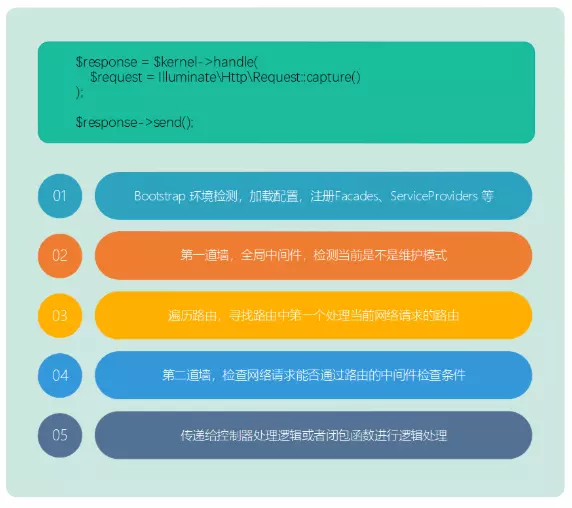 $response = $kernel->handle(
$request = Illuminate\Http\Request::capture()
);
$response->send();
01
Bootstrap 环境检测，加载配置，注册Facades、ServiceProviders 等
02
第一道墙，全局中间件，检测当前是不是维护模式
03
遍历路由，寻找路由中第一个处理当前网络请求的路由
04
第二道墙，检查网络请求能否通过路由的中间件检查条件
05
传递给控制器处理逻辑或者闭包函数进行逻辑处理